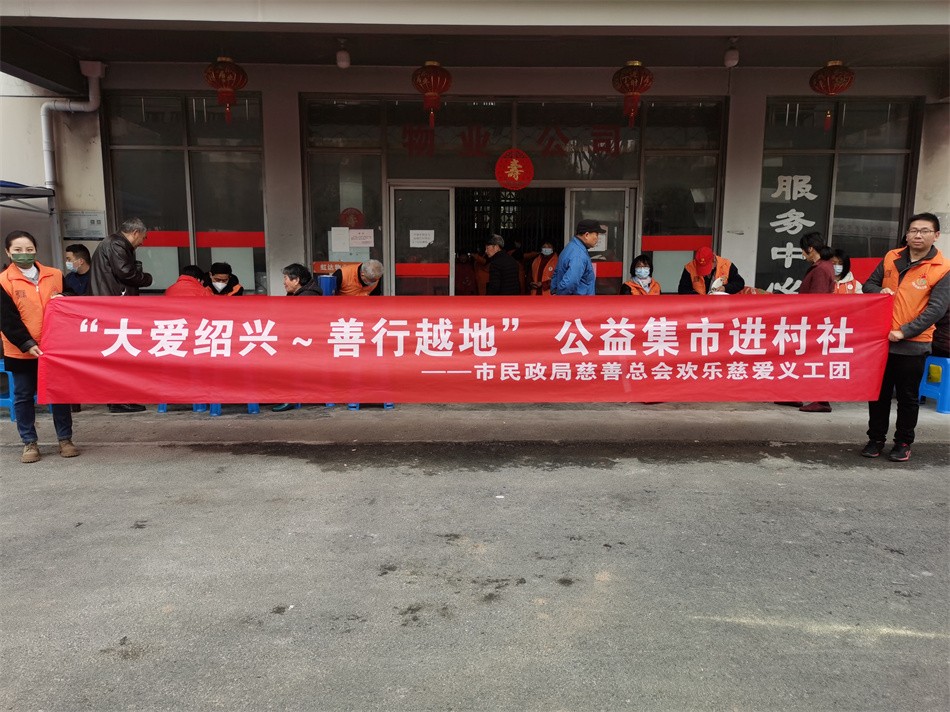 物业公司
寿
服务中心
“大爱绍兴～善行越地” 公益集市进村社
——市民政局慈善总会欢乐慈爱义工团